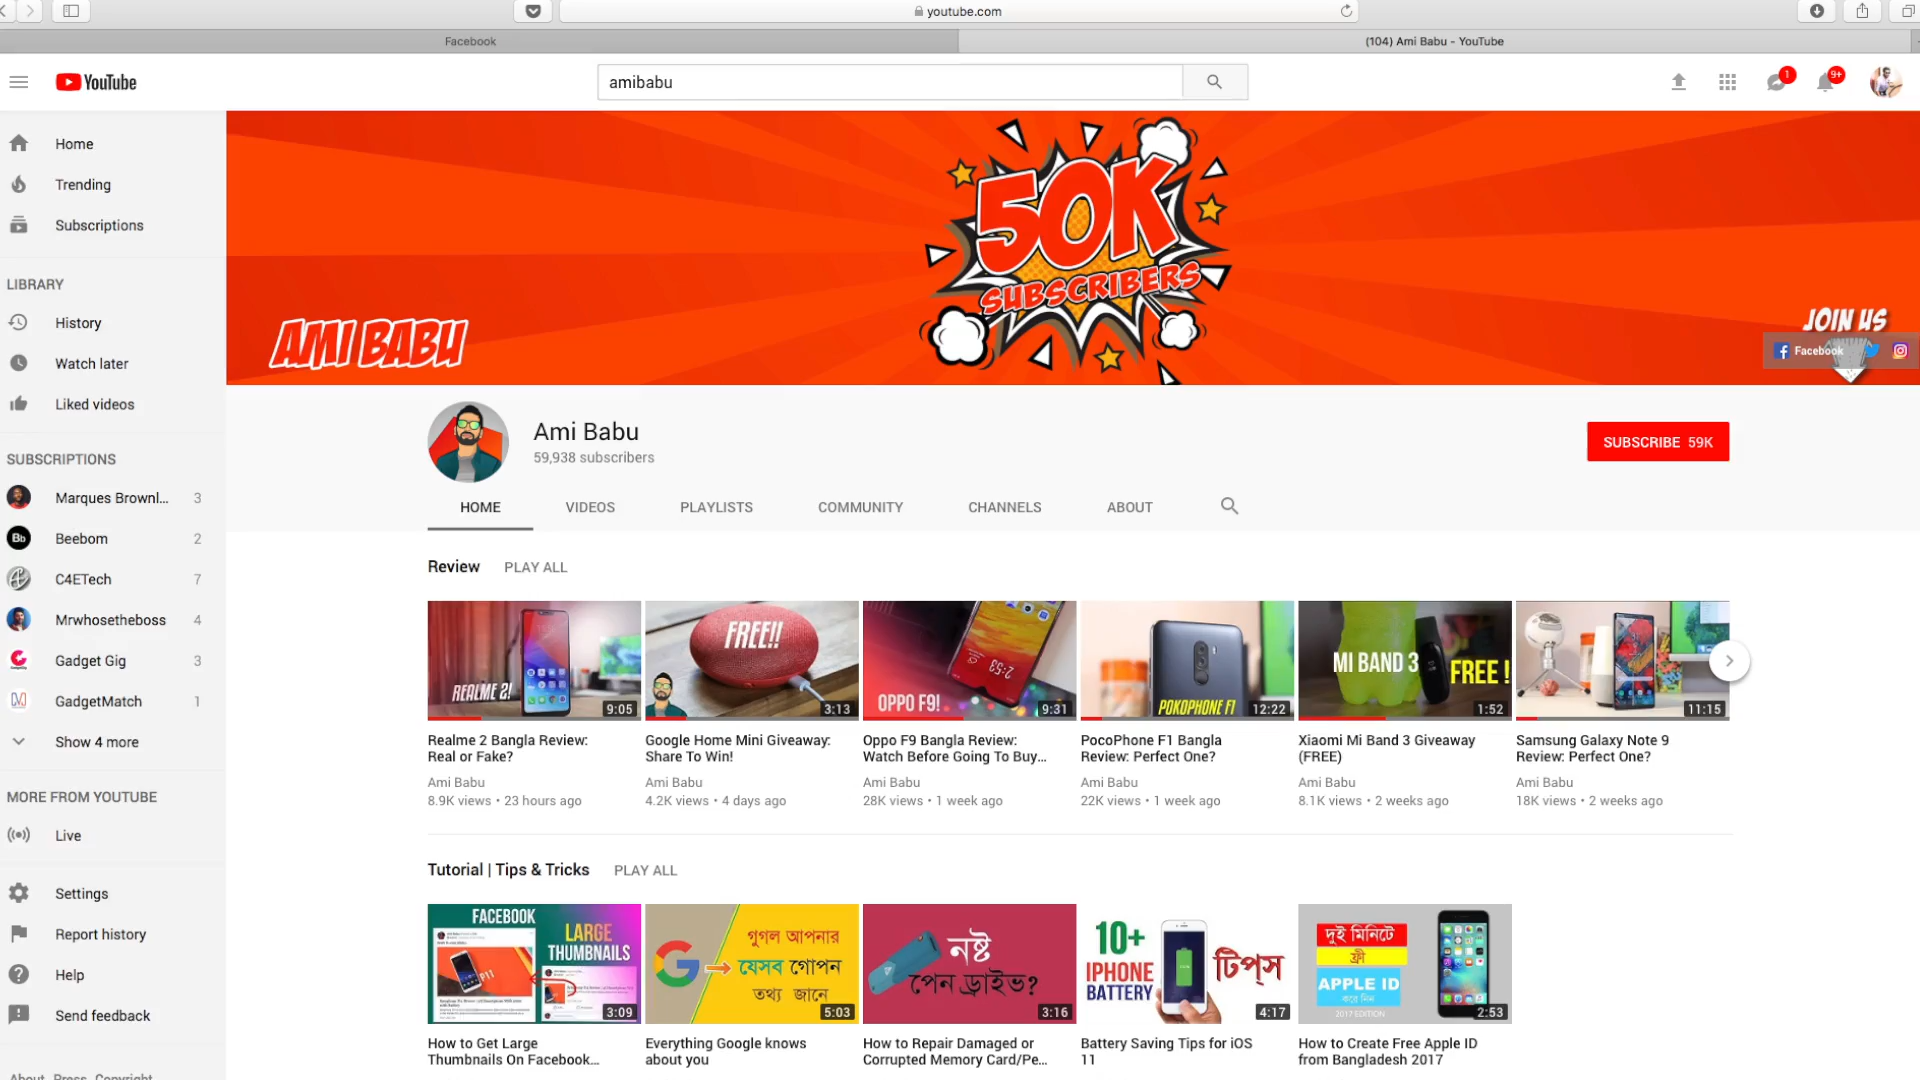 youtube.com
Facebook
(104) Ami Babu - YouTube
YouTube
amibabu
1
9+
Home
Trending
Subscriptions
LIBRARY
History
Watch later
Liked videos
SUBSCRIPTIONS
Marques Brownl... 3
Beebom 2
C4ETech 7
Mrwhosetheboss 4
Gadget Gig 3
GadgetMatch 1
Show 4 more
MORE FROM YOUTUBE
Live
Settings
Report history
Help
Send feedback
About Press Copyright
50K
SUBSCRIBERS
AMI BABU
JOIN US
Facebook
Ami Babu
59,938 subscribers
SUBSCRIBE 59K
HOME VIDEOS PLAYLISTS COMMUNITY CHANNELS ABOUT
Review PLAY ALL
REALME 2!
9:05
Realme 2 Bangla Review:
Real or Fake?
Ami Babu
8.9K views • 23 hours ago
FREE!!
3:13
Google Home Mini Giveaway:
Share To Win!
Ami Babu
4.2K views • 4 days ago
2:53
OPPO F9!
9:31
Oppo F9 Bangla Review:
Watch Before Going To Buy...
Ami Babu
28K views • 1 week ago
POKOPHONE F1
12:22
PocoPhone F1 Bangla
Review: Perfect One?
Ami Babu
22K views • 1 week ago
MI BAND 3
FREE !
1:52
Xiaomi Mi Band 3 Giveaway
(FREE)
Ami Babu
8.1K views • 2 weeks ago
11:15
Samsung Galaxy Note 9
Review: Perfect One?
Ami Babu
18K views • 2 weeks ago
Tutorial | Tips & Tricks PLAY ALL
FACEBOOK
LARGE
THUMBNAILS
3:09
How to Get Large
Thumbnails On Facebook...
গুগল আপনার
যেসব গোপন
তথ্য জানে
5:03
Everything Google knows
about you
নষ্ট
পেন ড্রাইভ?
3:16
How to Repair Damaged or
Corrupted Memory Card/Pe...
10+
IPHONE
BATTERY
টিপ্স
4:17
Battery Saving Tips for iOS
11
দুই মিনিটে
ফ্রী
APPLE ID
করে নিন
2017 EDITION
2:53
How to Create Free Apple ID
from Bangladesh 2017